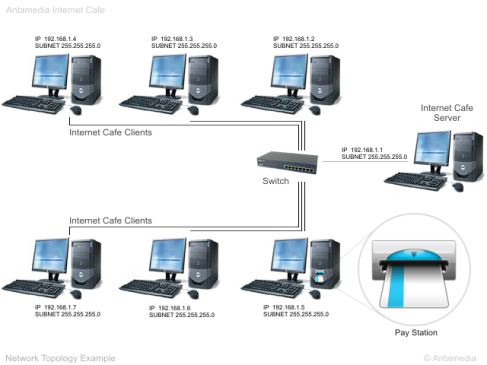 Antamedia Internet Cafe
IP 192.168.1.4
SUBNET 255.255.255.0
IP 192.168.1.3
SUBNET 255.255.255.0
IP 192.168.1.2
SUBNET 255.255.255.0
Internet Cafe
Server
Internet Cafe Clients
IP 192.168.1.1
SUBNET 255.255.255.0
Switch
Internet Cafe Clients
IP 192.168.1.7
SUBNET 255.255.255.0
IP 192.168.1.6
SUBNET 255.255.255.0
IP 192.168.1.5
SUBNET 255.255.255.0
Pay Station
Network Topology Example
© Antamedia